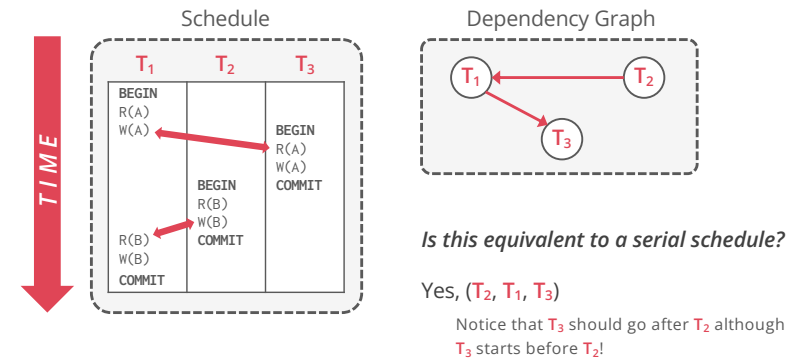 Schedule
Dependency Graph
TIME
T₁ T₂ T₃
BEGIN
R(A)
W(A)
BEGIN
R(A)
W(A)
COMMIT
BEGIN
R(B)
W(B)
COMMIT
R(B)
W(B)
COMMIT
T₁ T₂
T₃
Is this equivalent to a serial schedule?
Yes, (T₂, T₁, T₃)
Notice that T₃ should go after T₂ although
T₃ starts before T₂!